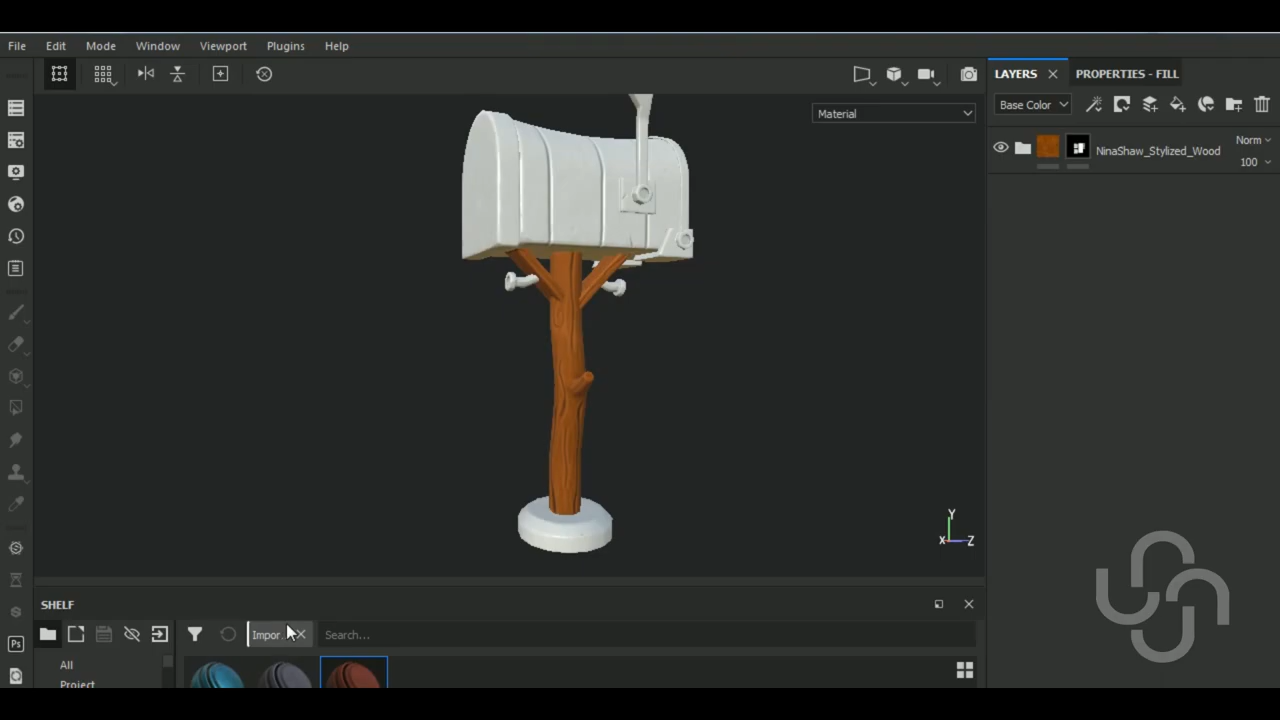 File Edit Mode Window Viewport Plugins Help
LAYERS PROPERTIES - FILL
Base Color
Material
NinaShaw_Stylized_Wood Norm
100
Y
X Z
SHELF
Impor... Search...
All
Project
Ps